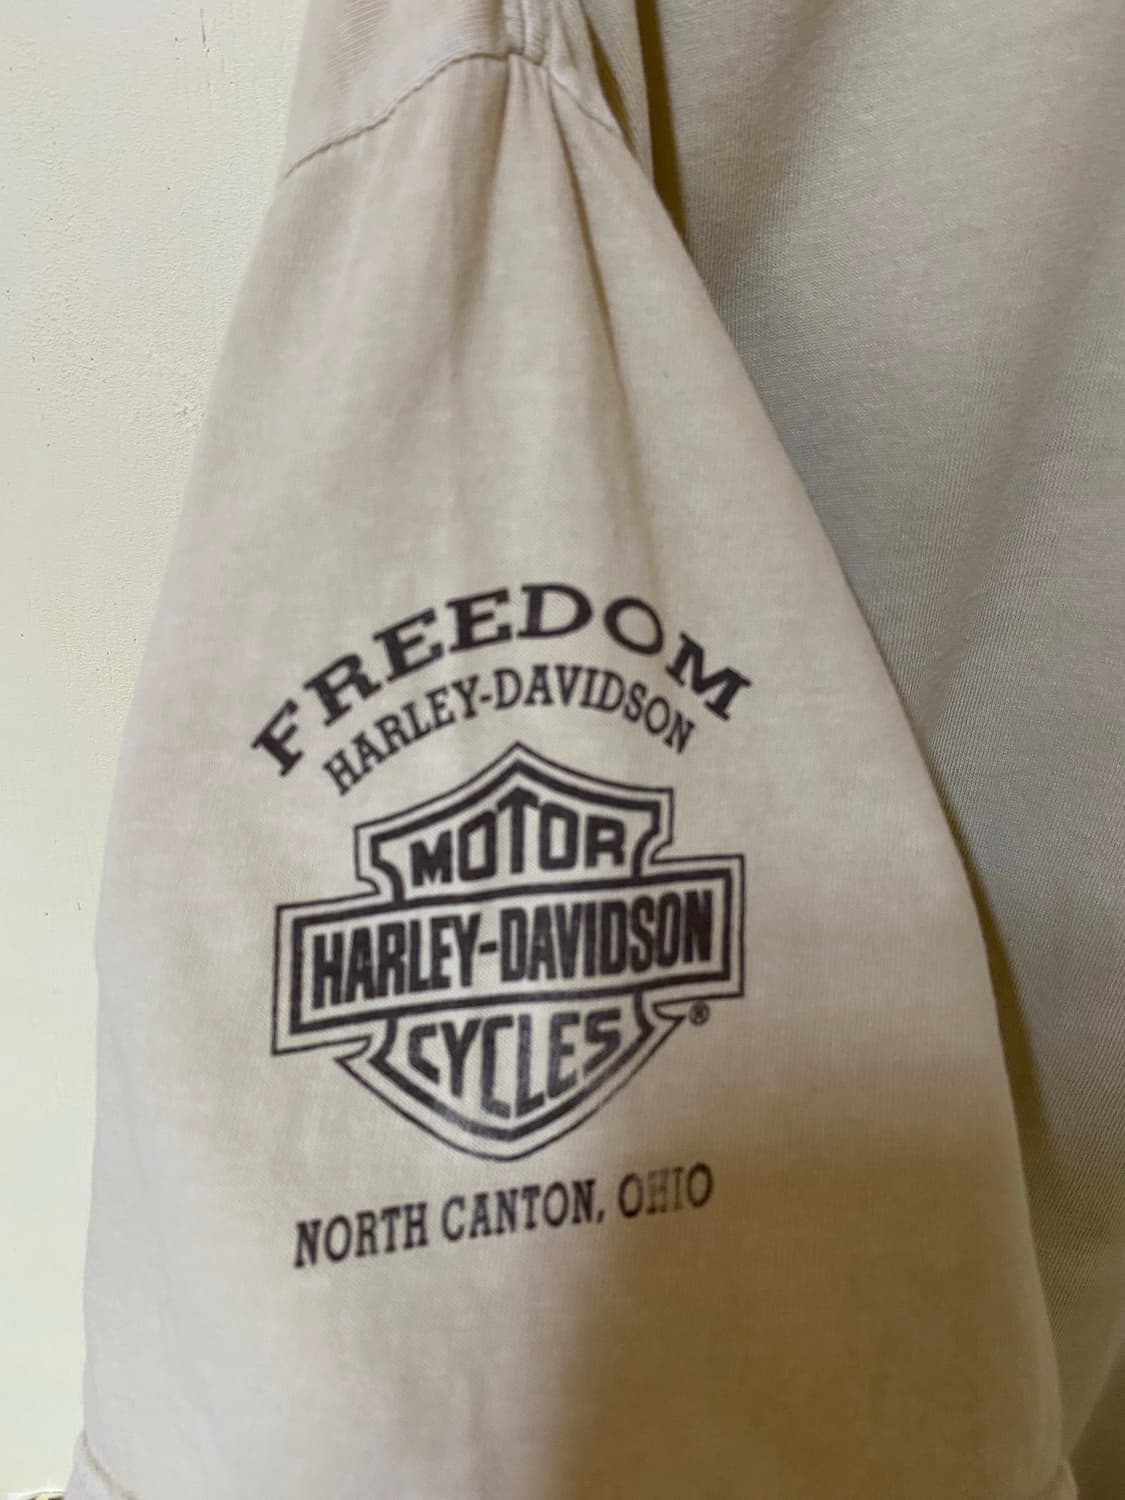 FREEDOM
HARLEY-DAVIDSON
MOTOR
HARLEY-DAVIDSON
CYCLES
®
NORTH CANTON, OHIO